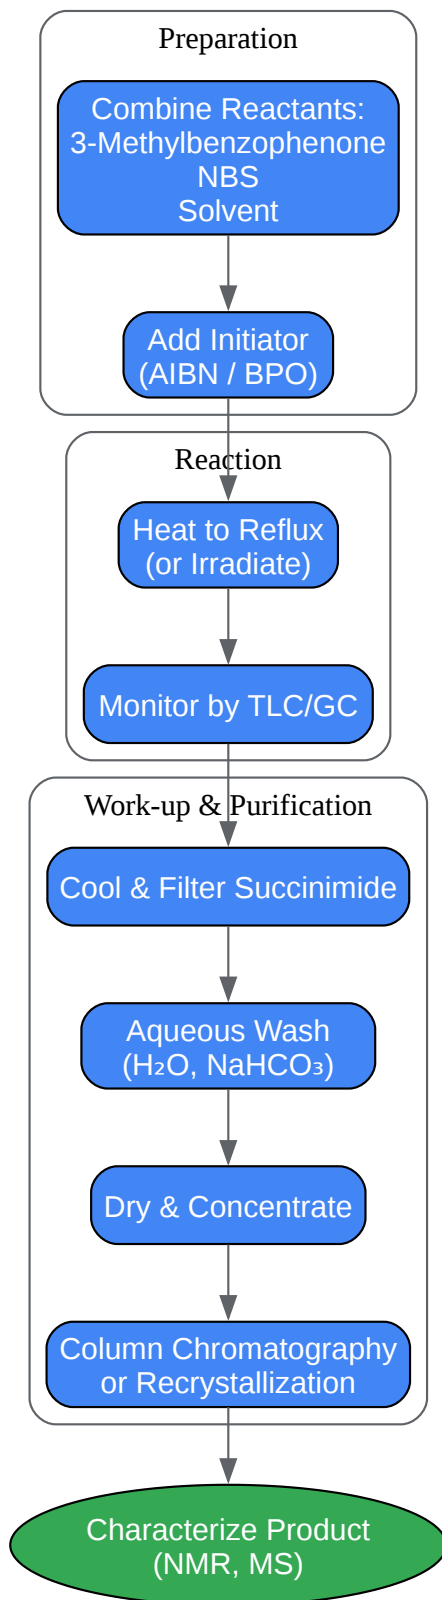 Preparation
Combine Reactants:
3-Methylbenzophenone
NBS
Solvent
Add Initiator
(AIBN / BPO)
Reaction
Heat to Reflux
(or Irradiate)
Monitor by TLC/GC
Work-up & Purification
Cool & Filter Succinimide
Aqueous Wash
(H₂O, NaHCO₃)
Dry & Concentrate
Column Chromatography
or Recrystallization
Characterize Product
(NMR, MS)